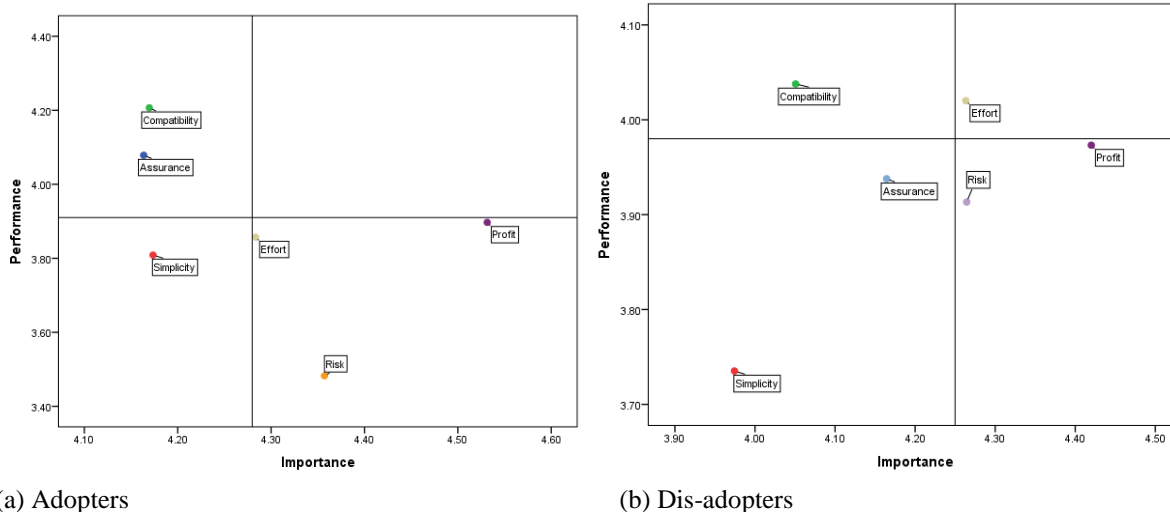 4.40
4.20
4.00
3.80
3.60
3.40
Performance
Compatibility
Assurance
Simplicity
Effort
Profit
Risk
4.10 4.20 4.30 4.40 4.50 4.60
Importance
(a) Adopters
4.10
4.00
3.90
3.80
3.70
Performance
Compatibility
Effort
Profit
Risk
Assurance
Simplicity
3.90 4.00 4.10 4.20 4.30 4.40 4.50
Importance
(b) Dis-adopters